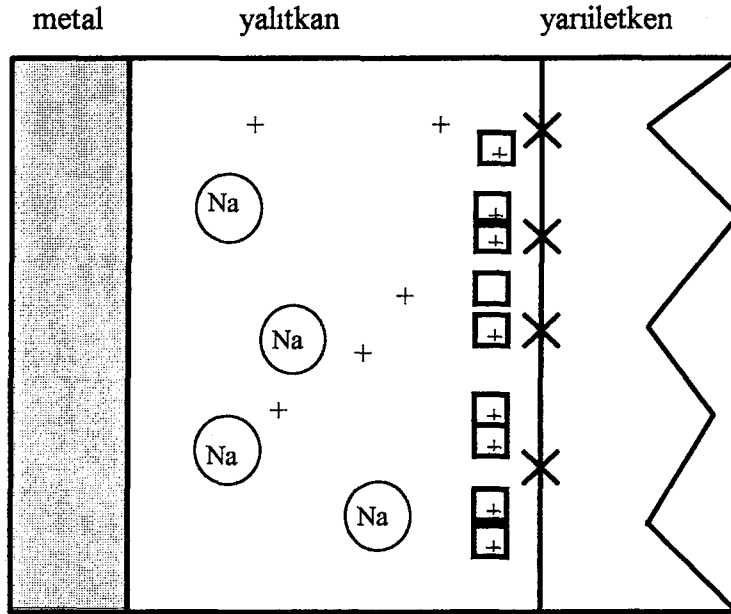 metal yalıtkan yarıiletken
+ +
+
Na
+
+
+
+
Na
+
+
+
+
+
Na
+
Na
+